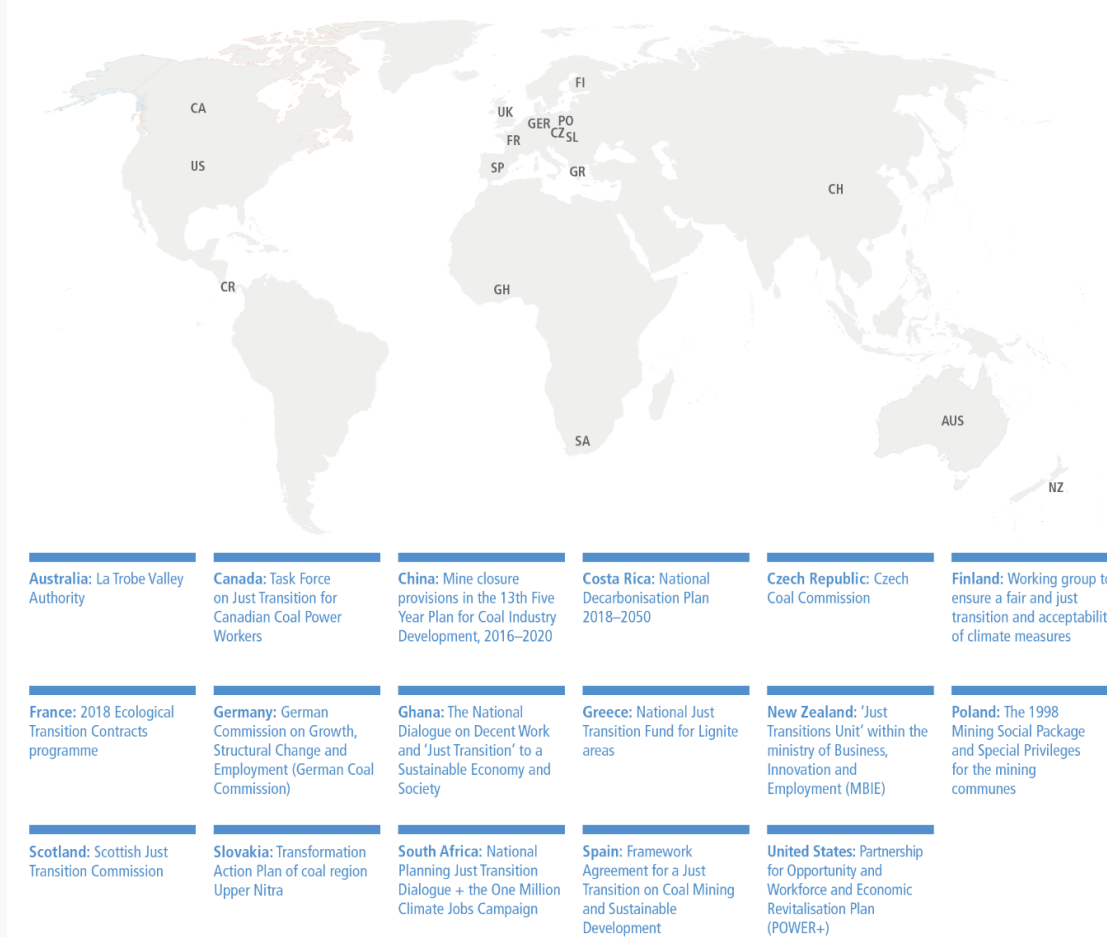 FI
CA
UK
GER
PO
CZ
SL
FR
US
SP
GR
CH
CR
GH
AUS
SA
NZ
Australia: La Trobe Valley
Authority
Canada: Task Force
on Just Transition for
Canadian Coal Power
Workers
China: Mine closure
provisions in the 13th Five
Year Plan for Coal Industry
Development, 2016–2020
Costa Rica: National
Decarbonisation Plan
2018–2050
Czech Republic: Czech
Coal Commission
Finland: Working group
ensure a fair and just
transition and
of climate measures
France: 2018 Ecological
Transition Contracts
programme
Germany: German
Commission on Growth,
Structural Change and
Employment (German Coal
Commission)
Ghana: The National
Dialogue on Decent Work
and ‘Just Transition’ to a
Sustainable Economy and
Society
Greece: National Just
Transition Fund for Lignite
areas
New Zealand: ‘Just
Transitions Unit’ within the
ministry of Business,
Innovation and
Employment (MBIE)
Poland: The 1998
Mining Social Package
and Special Privileges
for the mining
communes
Scotland: Scottish Just
Transition Commission
Slovakia: Transformation
Action Plan of coal region
Upper Nitra
South Africa: National
Planning Just Transition
Dialogue + the One Million
Climate Jobs Campaign
Spain: Framework
Agreement for a Just
Transition on Coal Mining
and Sustainable
Development
United States: Partnership
for Opportunity and
Workforce and Economic
Revitalisation Plan
(POWER+)